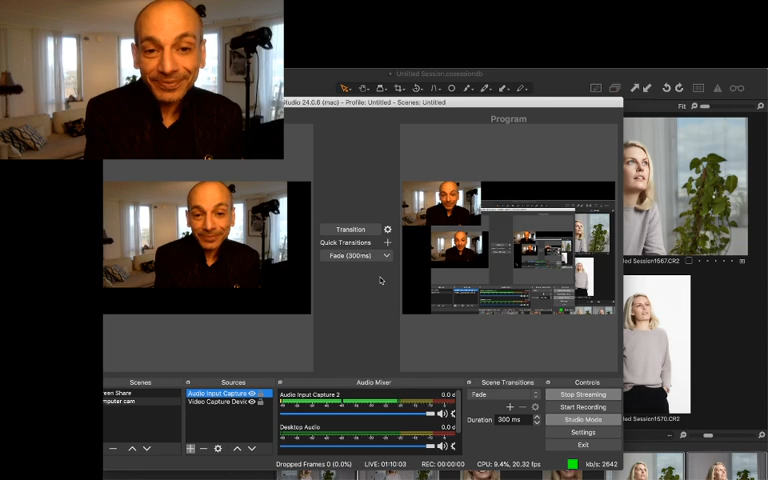 Untitled Session.cosessiondb
Studio 24.0.6 (mac) - Profile: Untitled - Scenes: Untitled
Fit
Program
Transition
Quick Transitions
Fade (300ms)
ed Session1567.CR2
ed Session1570.CR2
Scenes
een Share
mputer cam
Sources
Audio Input Capture
Video Capture Devic
Audio Mixer
Audio Input Capture 2
0.0 d
Desktop Audio
0.0 d
Scene Transitions
Fade
Duration 300 ms
Controls
Stop Streaming
Start Recording
Studio Mode
Settings
Exit
Dropped Frames 0 (0.0%) LIVE: 01:10:03 REC: 00:00:00 CPU: 9.4%, 20.32 fps kb/s: 2642